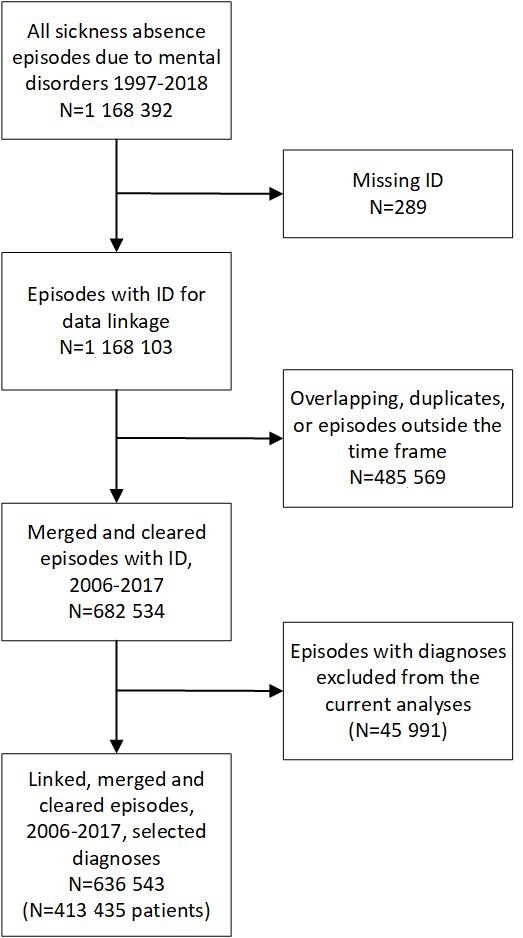 All sickness absence
episodes due to mental
disorders 1997-2018
N=1 168 392
Missing ID
N=289
Episodes with ID for
data linkage
N=1 168 103
Overlapping, duplicates,
or episodes outside the
time frame
N=485 569
Merged and cleared
episodes with ID,
2006-2017
N=682 534
Episodes with diagnoses
excluded from the
current analyses
(N=45 991)
Linked, merged and
cleared episodes,
2006-2017, selected
diagnoses
N=636 543
(N=413 435 patients)